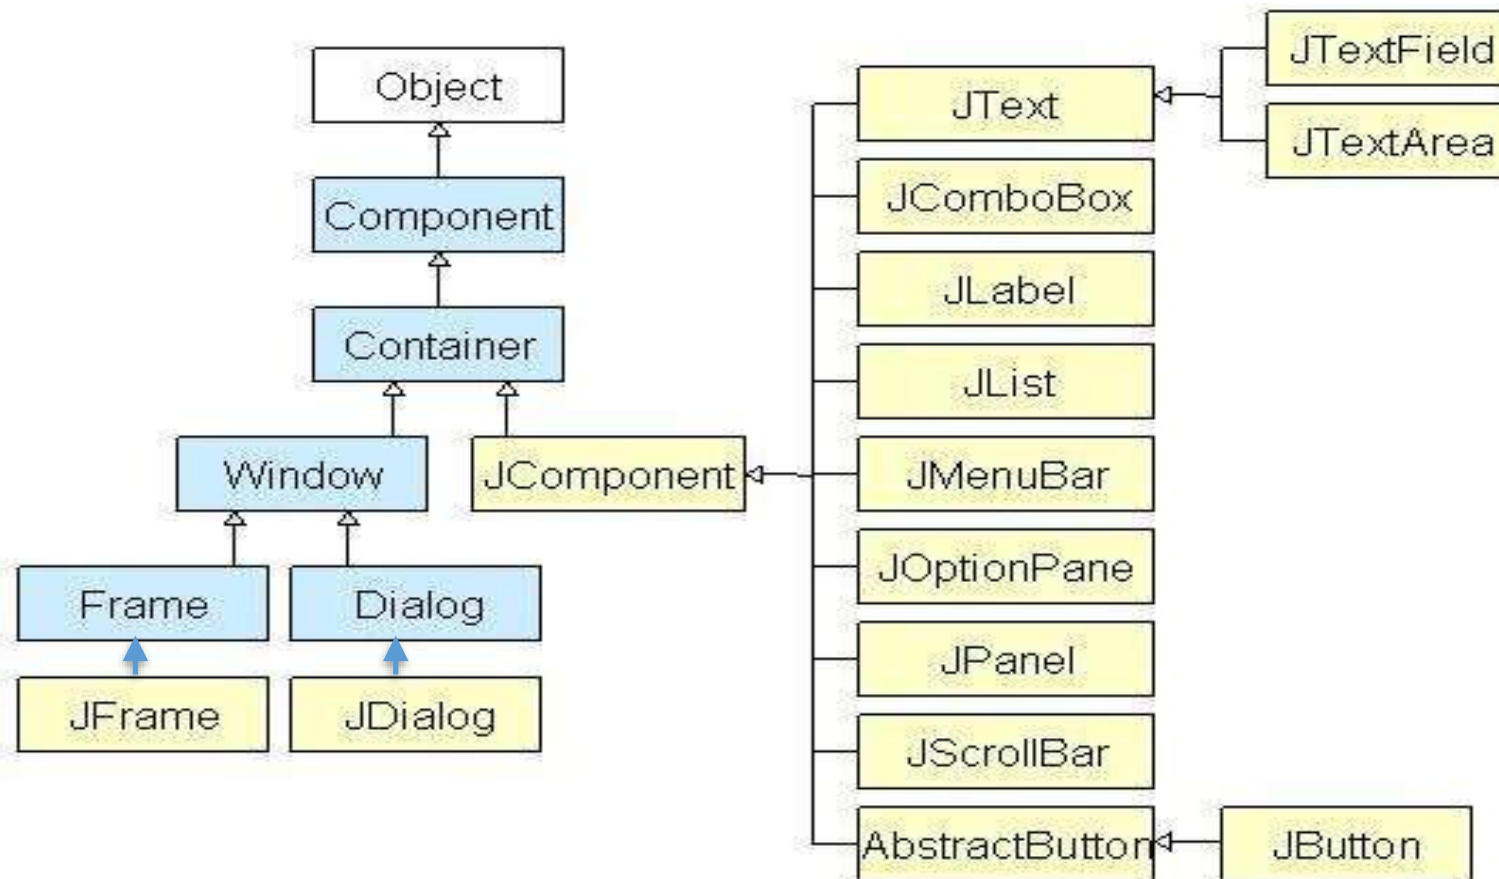 Object
Component
Container
Window
JComponent
Frame
Dialog
JFrame
JDialog
JText
JComboBox
JLabel
JList
JMenuBar
JOptionPane
JPanel
JScrollBar
AbstractButton
JTextField
JTextArea
JButton